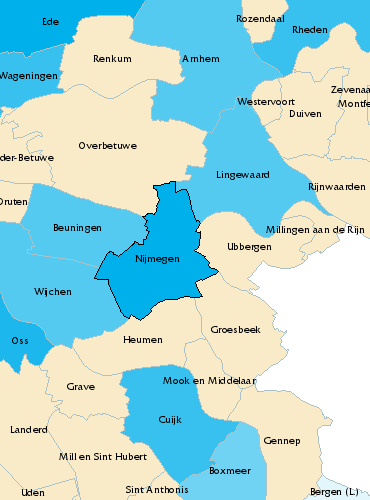 Ede
Rozendaal
Rheden
Renkum
Arnhem
Wageningen
Zevenaa
Westervoort
Montfe
Duiven
Overbetuwe
der-Betuwe
Lingewaard
Rijnwaarden
Druten
Beuningen
Millingen aan de Rijn
Ubbergen
Nijmegen
Wijchen
Groesbeek
Oss
Heumen
Mook en Middelaar
Grave
Cuijk
Landerd
Gennep
Mill en Sint Hubert
Boxmeer
Uden
Sint Anthonis
Bergen (L)